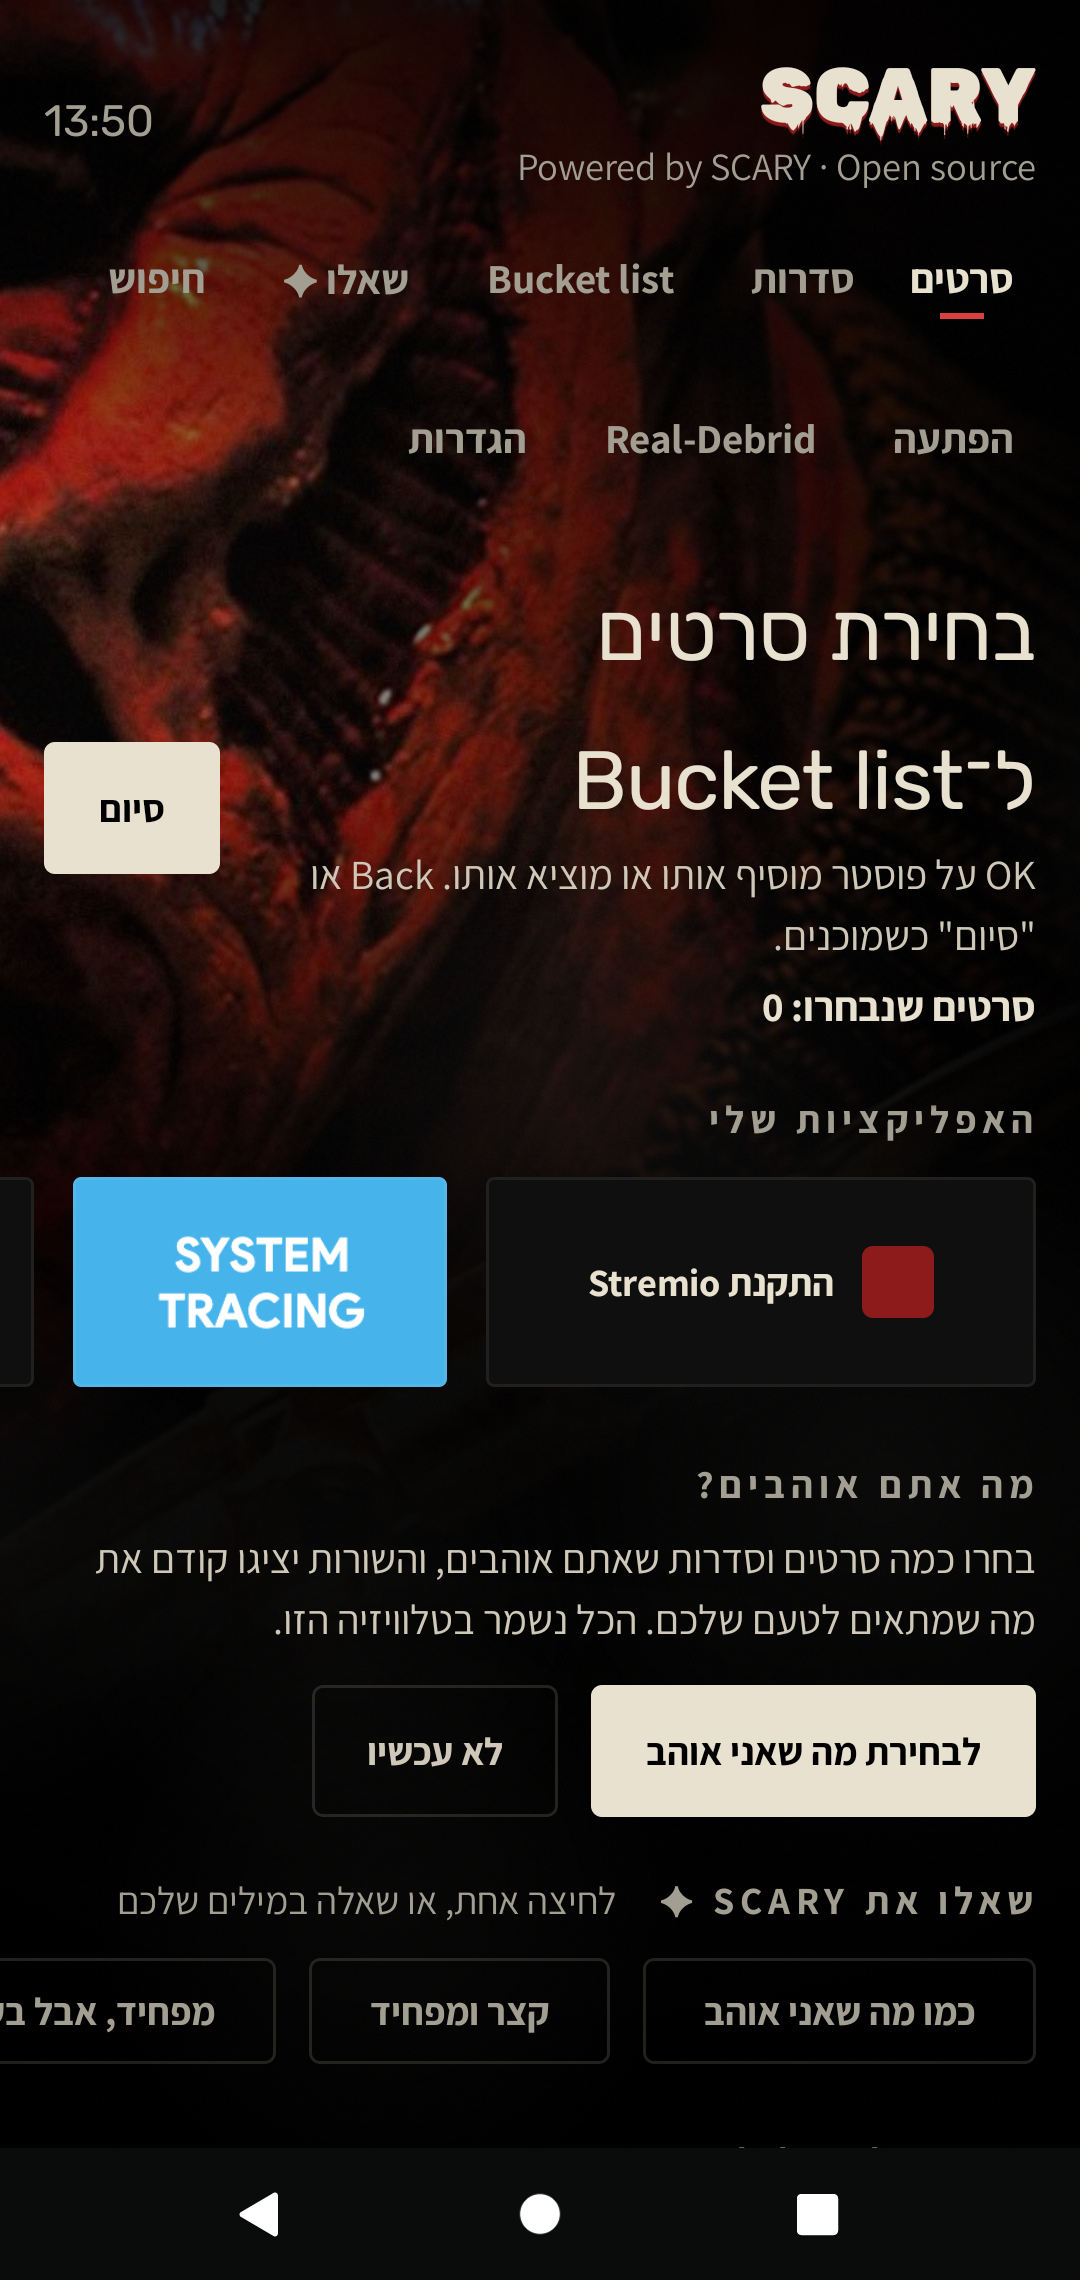 SCARY
13:50
Powered by SCARY · Open source
סרטים סדרות Bucket list שאלו ✦ חיפוש
הפתעה Real-Debrid הגדרות
בחירת סרטים
ל־Bucket list
סיום
OK על פוסטר מוסיף אותו או מוציא אותו. Back או
"סיום" כשמוכנים.
סרטים שנבחרו: 0
האפליקציות שלי
התקנת Stremio
SYSTEM
TRACING
מה אתם אוהבים?
בחרו כמה סרטים וסדרות שאתם אוהבים, והשורות יציגו קודם את
מה שמתאים לטעם שלכם. הכל נשמר בטלוויזיה הזו.
לבחירת מה שאני אוהב
לא עכשיו
שאלו את SCARY ✦ לחיצה אחת, או שאלה במילים שלכם
כמו מה שאני אוהב
קצר ומפחיד
מפחיד, אבל